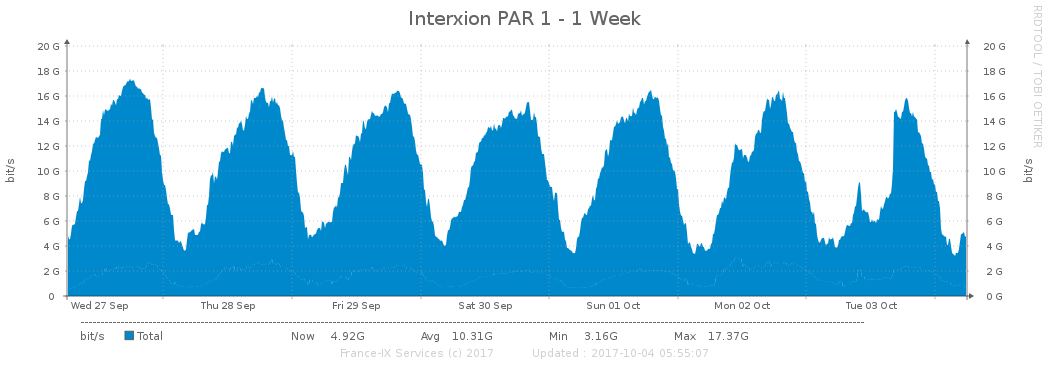 Interxion PAR 1 - 1 Week
RRDTOOL / TOBI OETIKER
20 G 20 G
18 G 18 G
16 G 16 G
14 G 14 G
12 G 12 G
10 G 10 G
8 G 8 G
6 G 6 G
4 G 4 G
2 G 2 G
0 0 G
bit/s
bit/s
Wed 27 Sep Thu 28 Sep Fri 29 Sep Sat 30 Sep Sun 01 Oct Mon 02 Oct Tue 03 Oct
bit/s Total Now 4.92G Avg 10.31G Min 3.16G Max 17.37G
France-IX Services (c) 2017 Updated : 2017-10-04 05:55:07